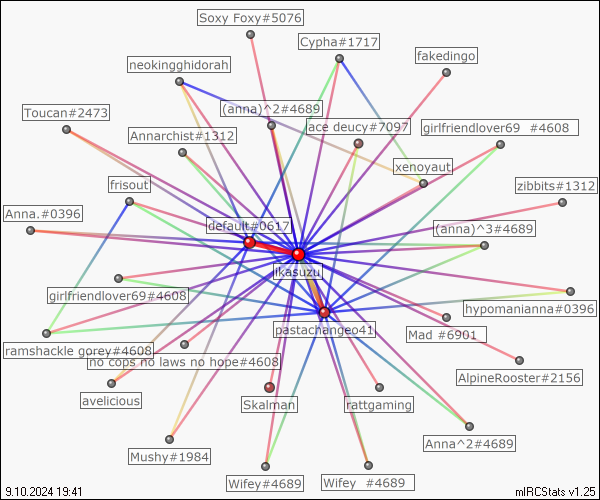 Soxy Foxy#5076
Cypha#1717
fakedingo
neokingghidorah
(anna)^2#4689
Toucan#2473
ace deucy#7097
girlfriendlover69 #4608
Annarchist#1312
xenoyaut
frisout
zibbits#1312
Anna.#0396
default#0617
(anna)^3#4689
jikasuzu
girlfriendlover69#4608
hypomanianna#0396
pastachangeo41
Mad #6901
ramshackle gorey#4608
no cops no laws no hope#4608
AlpineRooster#2156
avelicious
Skalman
rattgaming
Anna^2#4689
Mushy#1984
Wifey#4689
Wifey #4689
9.10.2024 19:41
mIRCStats v1.25